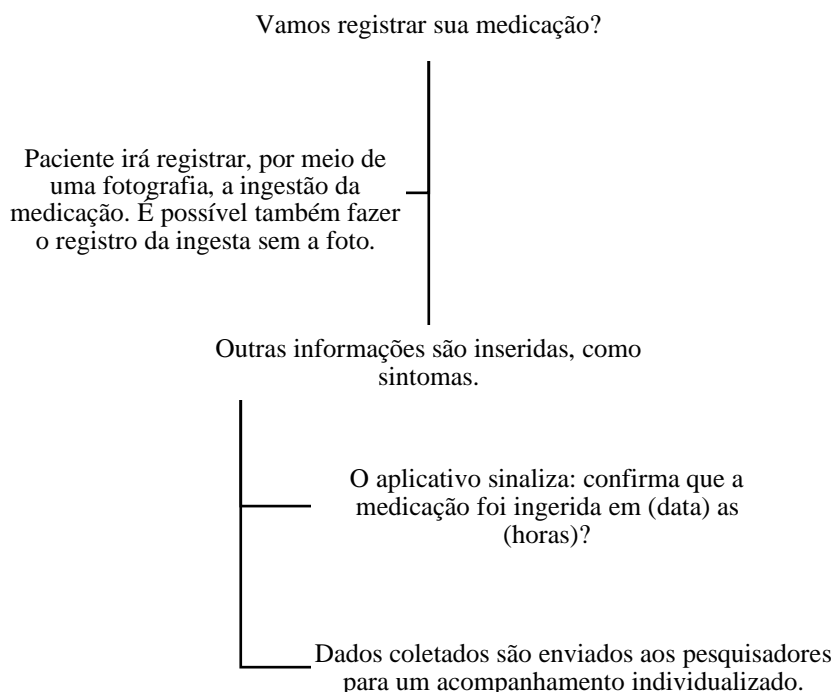 Vamos registrar sua medicação?
Paciente irá registrar, por meio de
uma fotografia, a ingestão da
medicação. É possível também fazer
o registro da ingesta sem a foto.
Outras informações são inseridas, como
sintomas.
O aplicativo sinaliza: confirma que a
medicação foi ingerida em (data) as
(horas)?
Dados coletados são enviados aos pesquisadores
para um acompanhamento individualizado.